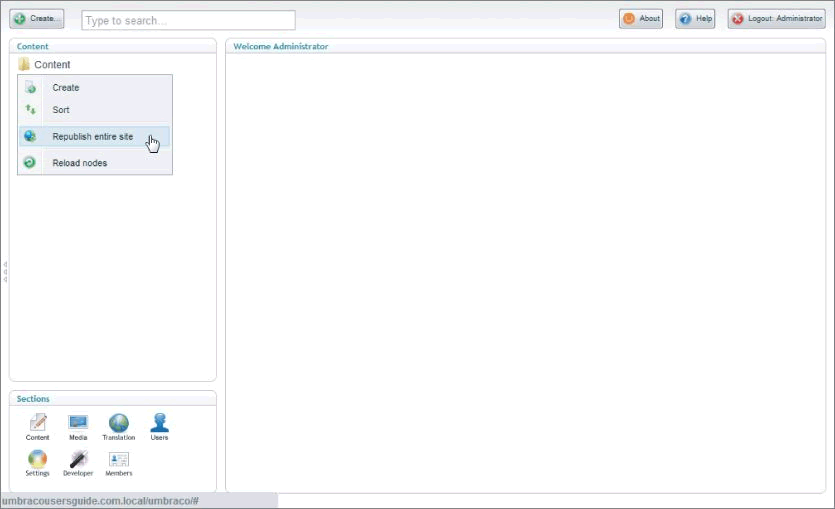 Create...
Type to search...
About
Help
Logout: Administrator
Content
Welcome Administrator
Content
Create
Sort
Republish entire site
Reload nodes
Sections
Content
Media
Translation
Users
Settings
Developer
Members
umbracousersguide.com.local/umbraco/#